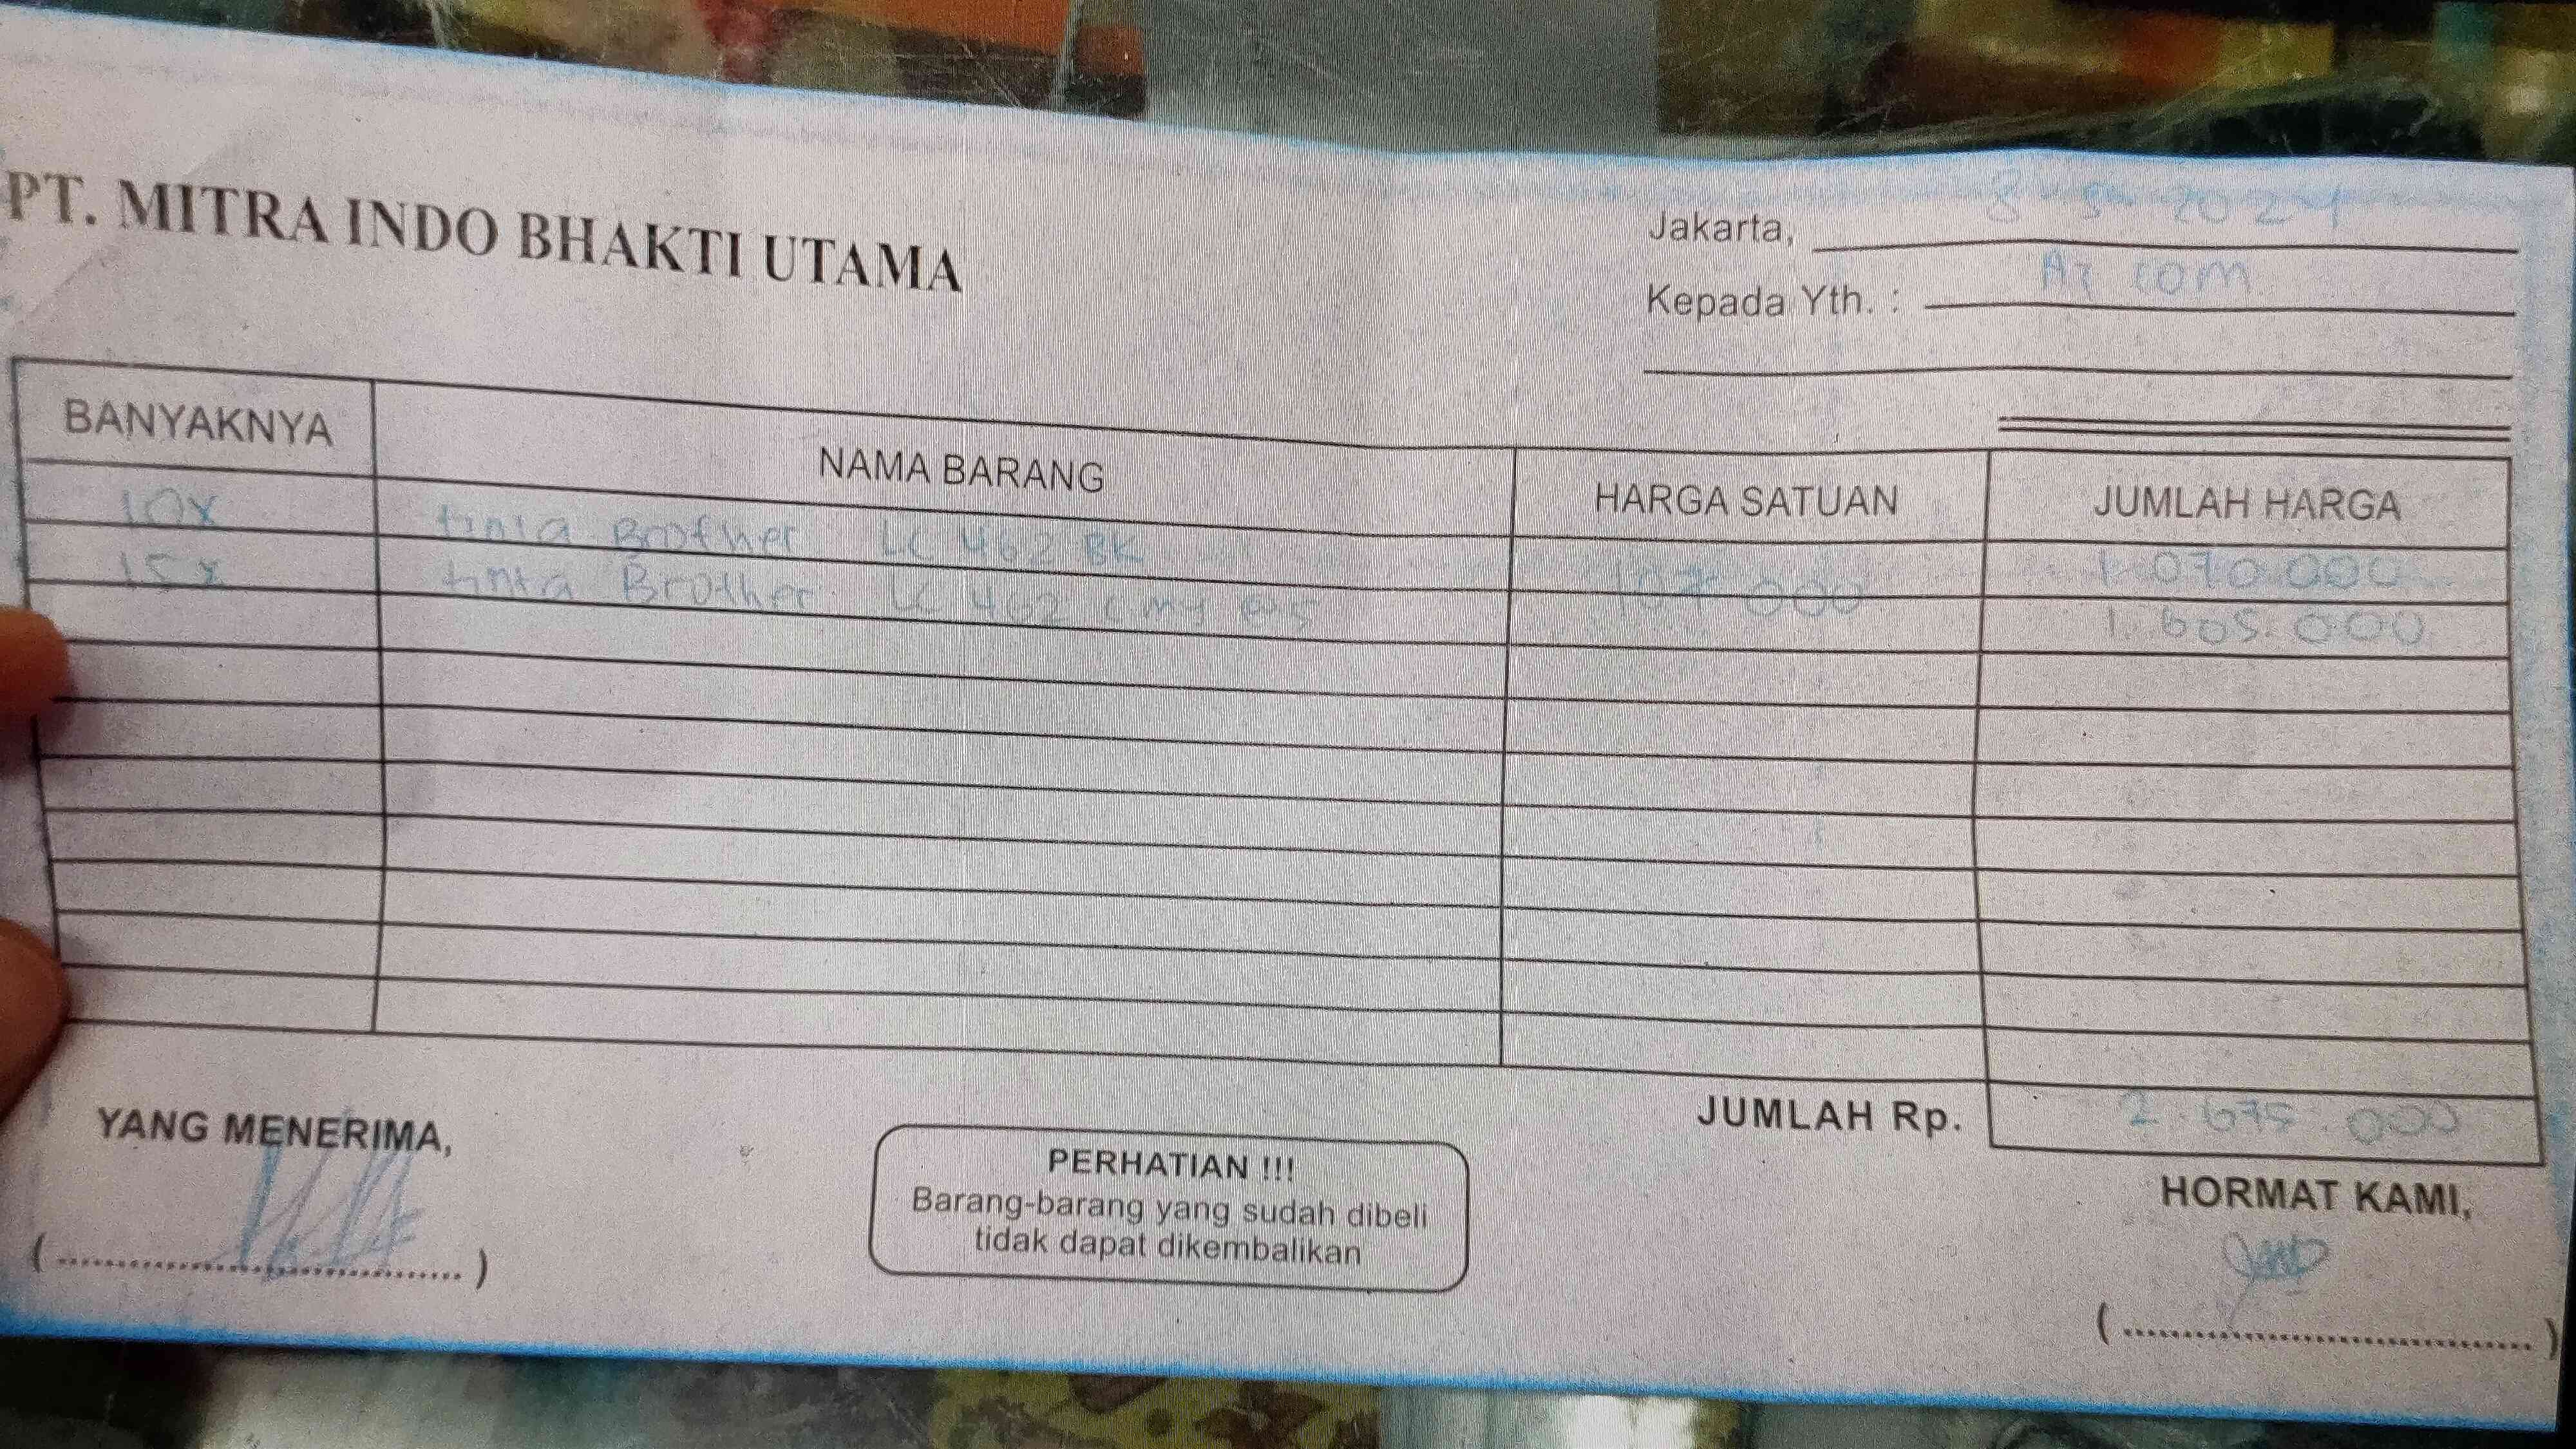 PT. MITRA INDO BHAKTI UTAMA
Jakarta, 8-5-2024
Kepada Yth. : Az com
BANYAKNYA NAMA BARANG HARGA SATUAN JUMLAH HARGA
10x tinta Brother LC 462 BK 1.070.000
15x tinta Brother LC 462 cmy @5 107.000 1.605.000
JUMLAH Rp. 2.675.000
YANG MENERIMA,
PERHATIAN !!!
Barang-barang yang sudah dibeli
tidak dapat dikembalikan
HORMAT KAMI,